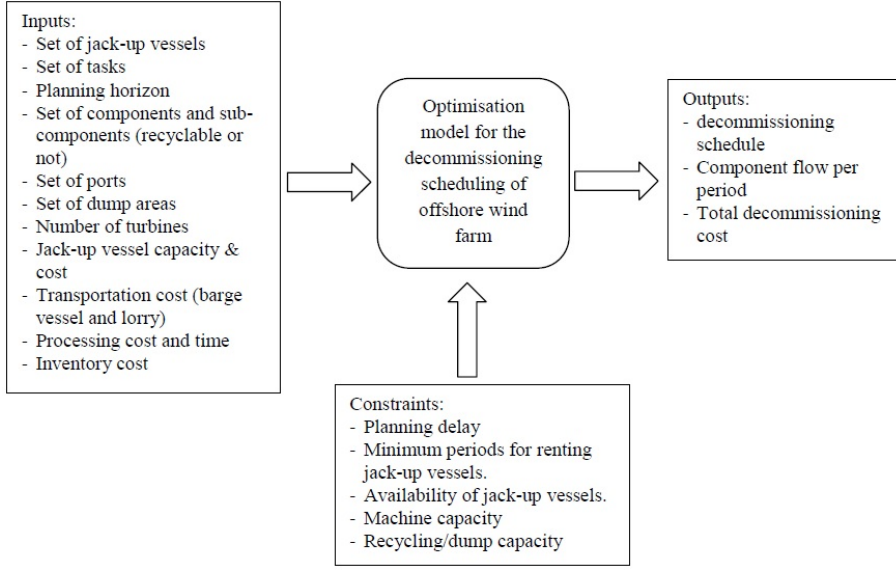 Inputs:
- Set of jack-up vessels
- Set of tasks
- Planning horizon
- Set of components and sub-
components (recyclable or
not)
- Set of ports
- Set of dump areas
- Number of turbines
- Jack-up vessel capacity &
cost
- Transportation cost (barge
vessel and lorry)
- Processing cost and time
- Inventory cost
Optimisation
model for the
decommissioning
scheduling of
offshore wind
farm
Outputs:
- decommissioning
schedule
- Component flow per
period
- Total decommissioning
cost
Constraints:
- Planning delay
- Minimum periods for renting
jack-up vessels.
- Availability of jack-up vessels.
- Machine capacity
- Recycling/dump capacity